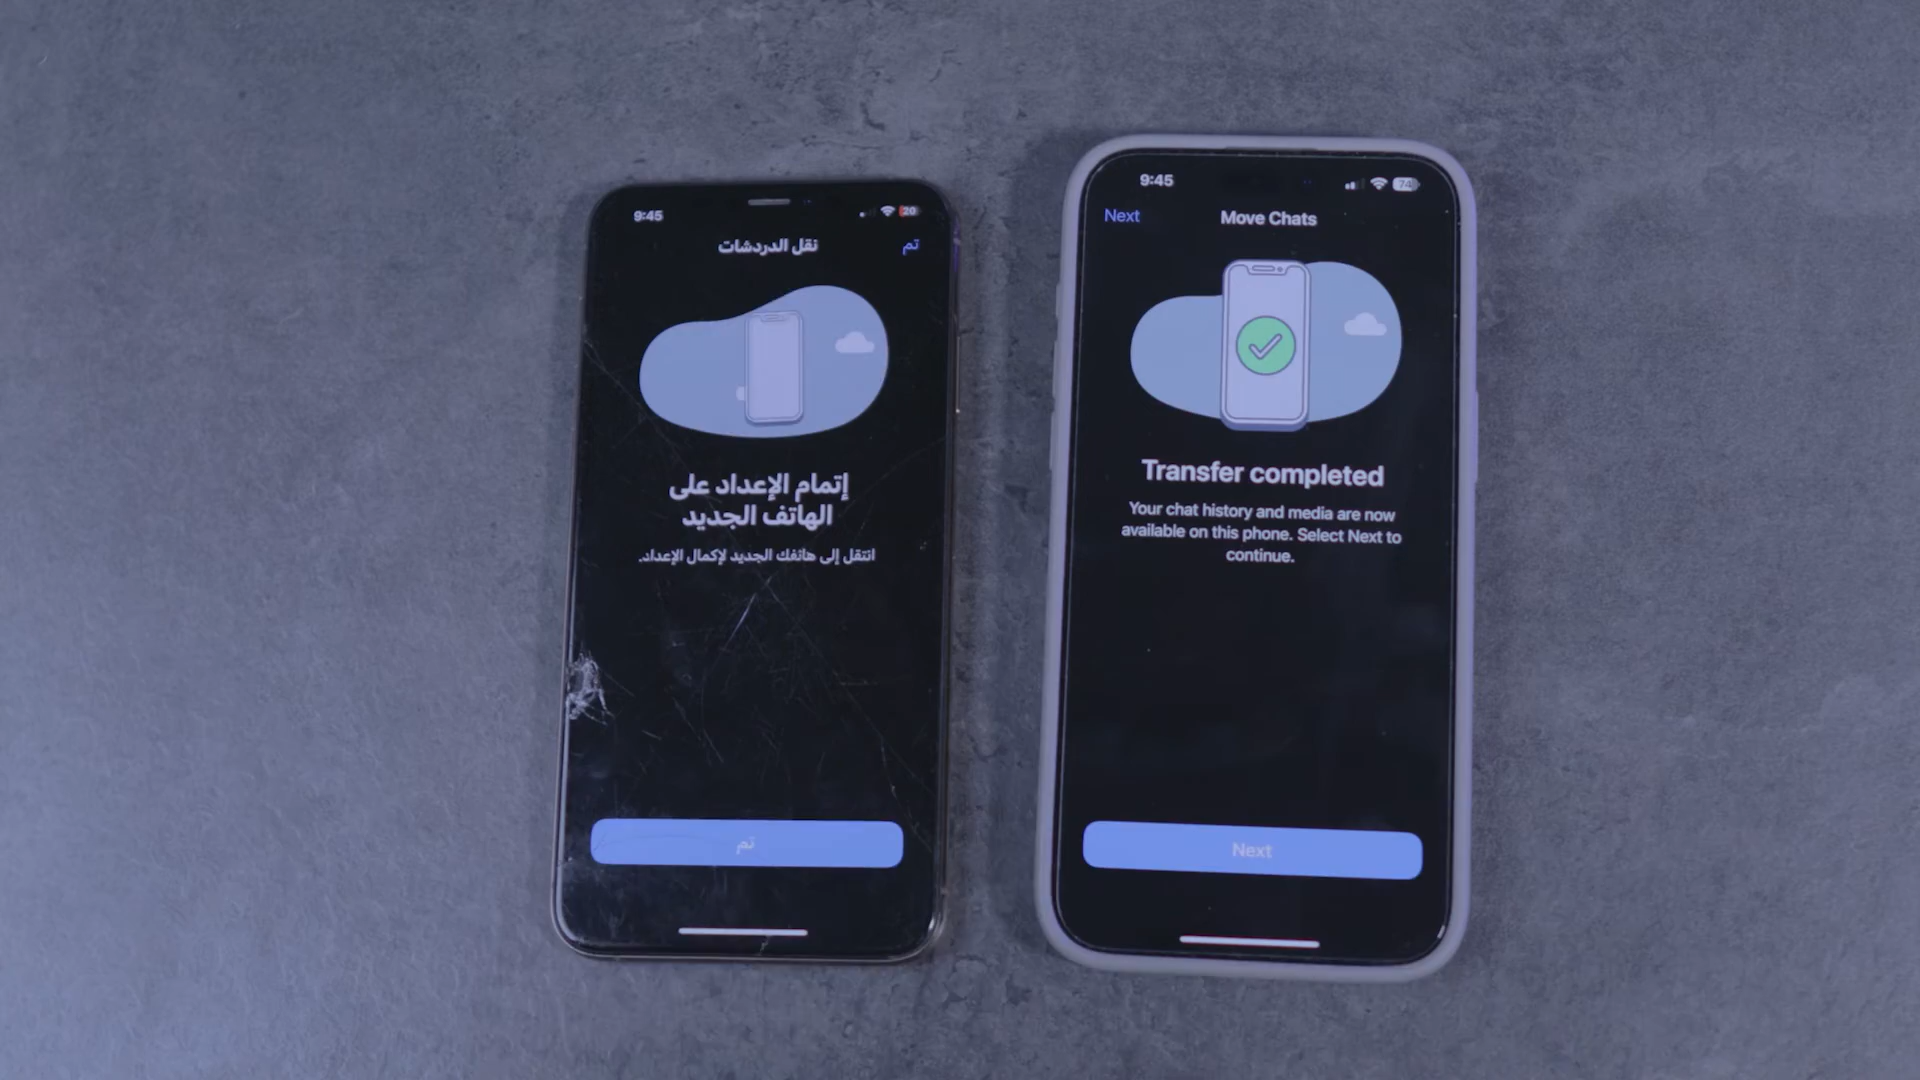 9:45
20
نقل الدردشات
تم
إتمام الإعداد على
الهاتف الجديد
انتقل إلى هاتفك الجديد لإكمال الإعداد.
تم
9:45
74
Next
Move Chats
Transfer completed
Your chat history and media are now
available on this phone. Select Next to
continue.
Next